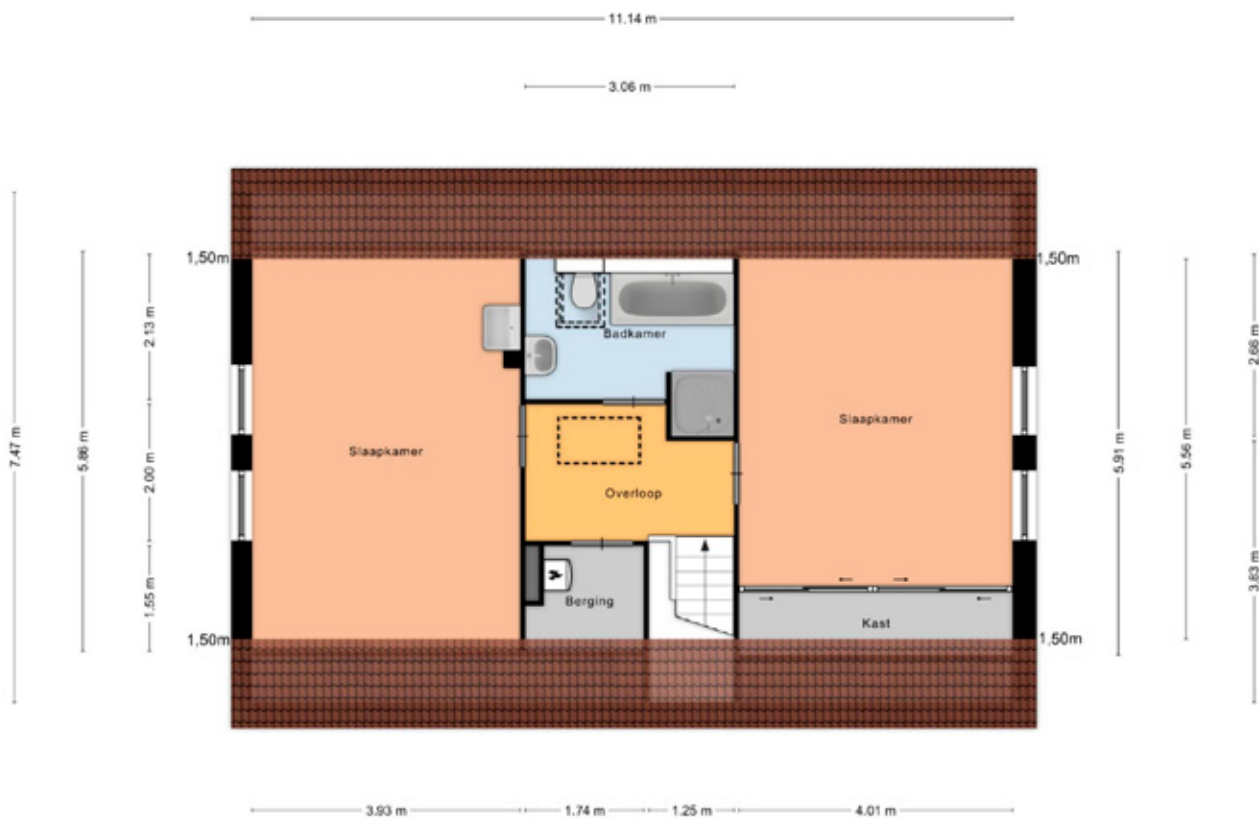 11.14 m
3.06 m
1,50m
1,50m
2.13 m
Badkamer
2.66 m
Slaapkamer
7.47 m
5.86 m
2.00 m
Slaapkamer
5.91 m
5.56 m
Overloop
3.83 m
1.55 m
Berging
Kast
1,50m
1,50m
3.93 m
1.74 m
1.25 m
4.01 m